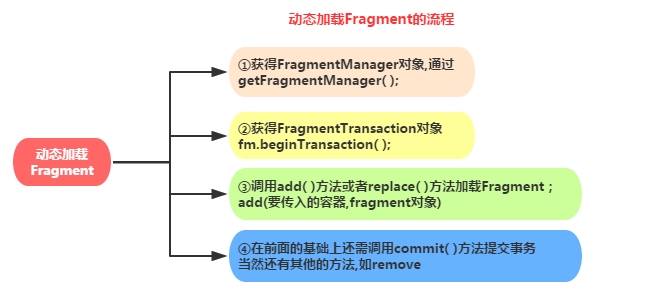 动态加载Fragment的流程
①获得FragmentManager对象,通过
getFragmentManager( );
②获得FragmentTransaction对象
fm.beginTransaction( );
动态加载
Fragment
③调用add( )方法或者replace( )方法加载Fragment；
add(要传入的容器,fragment对象)
④在前面的基础上还需调用commit( )方法提交事务
当然还有其他的方法,如remove